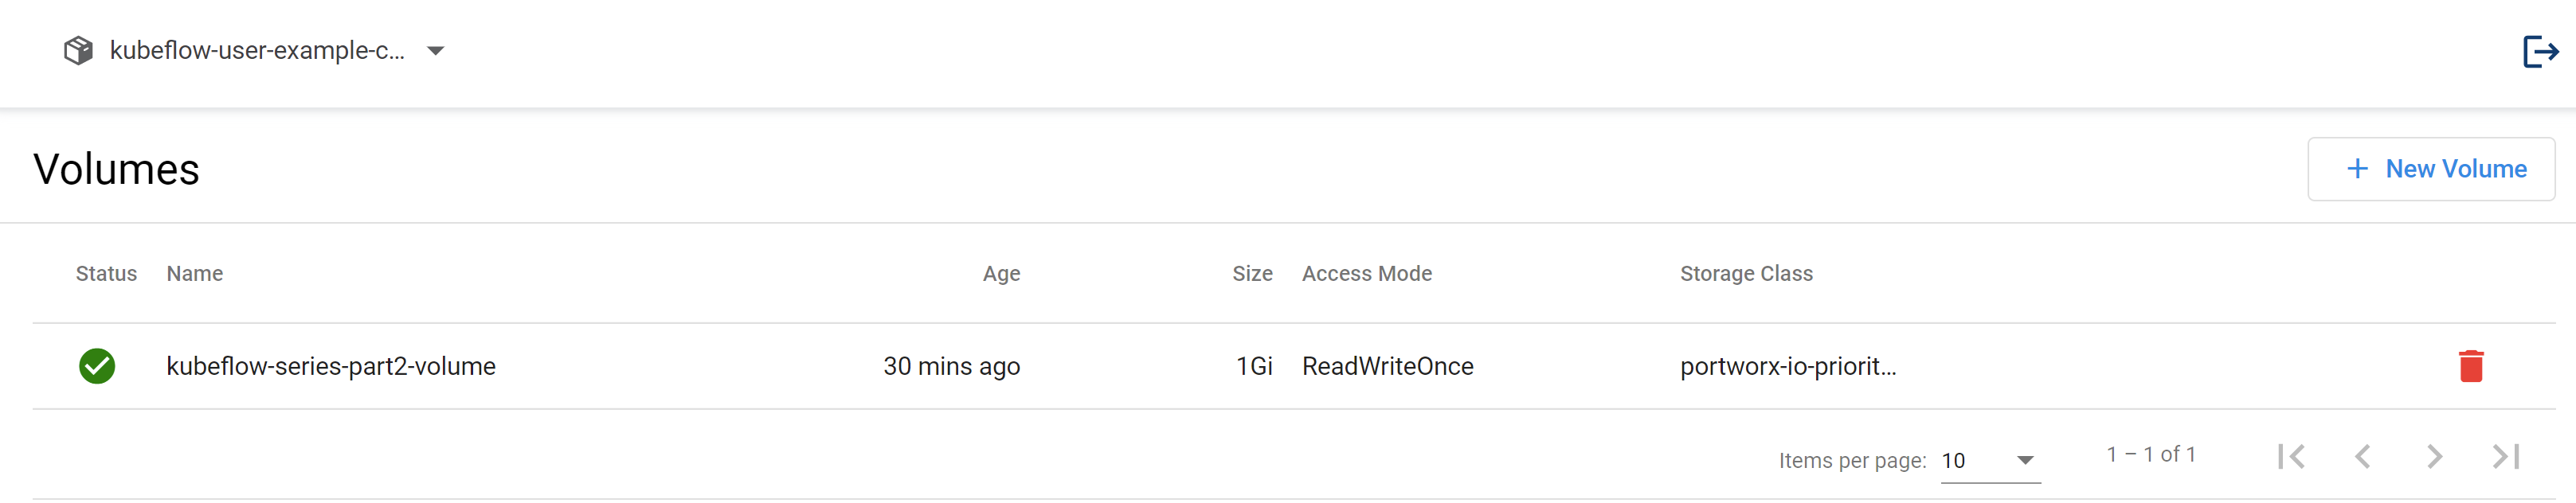 kubeflow-user-example-c...
Volumes
+ New Volume
Status Name Age Size Access Mode Storage Class
kubeflow-series-part2-volume 30 mins ago 1Gi ReadWriteOnce portworx-io-priorit...
Items per page: 10 1 – 1 of 1